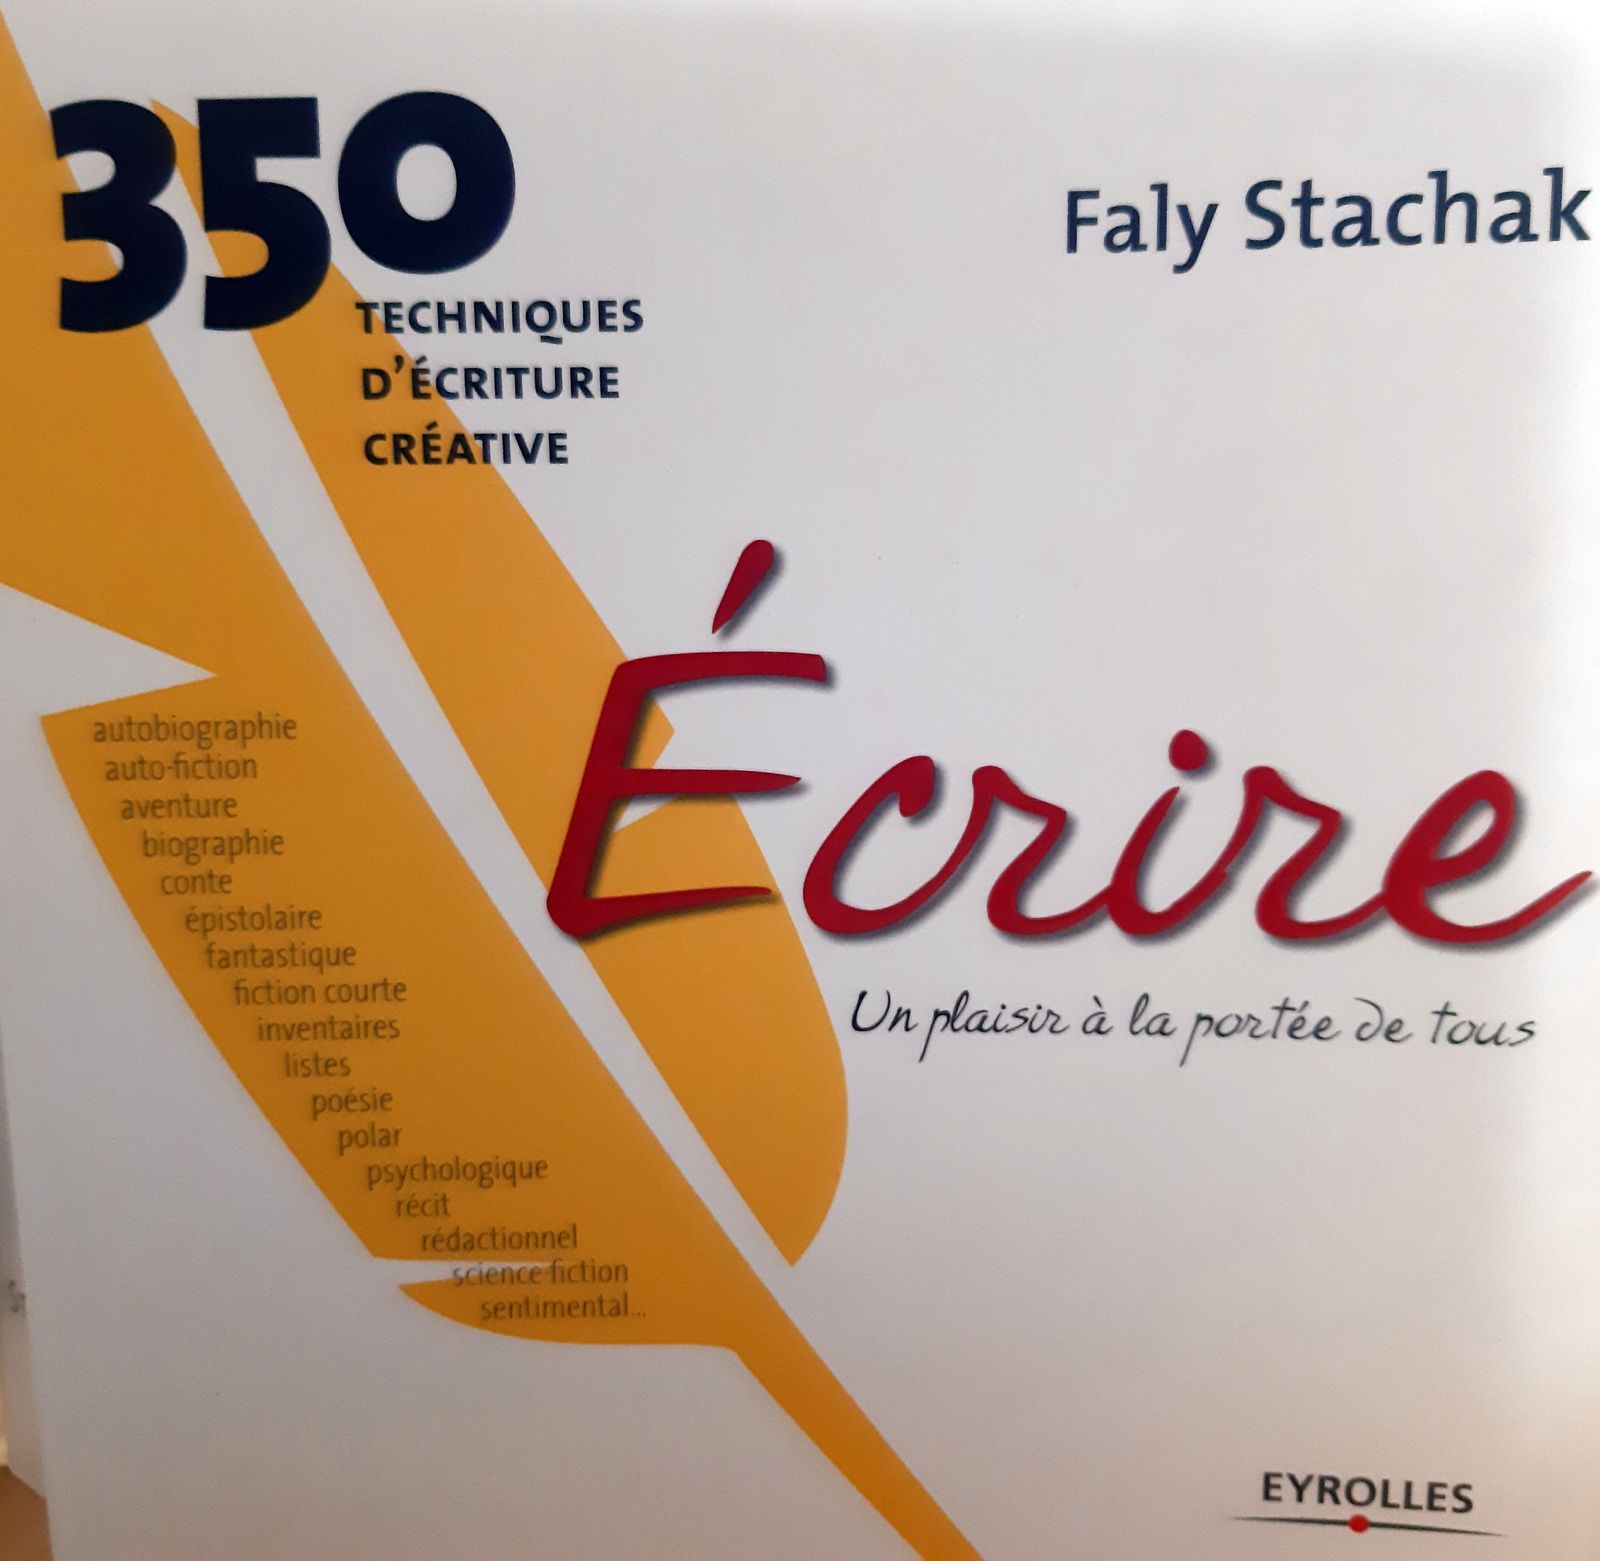 350
TECHNIQUES
D'ÉCRITURE
CRÉATIVE
Faly Stachak
Écrire
Un plaisir à la portée de tous
autobiographie
auto-fiction
aventure
biographie
conte
épistolaire
fantastique
fiction courte
inventaires
listes
poésie
polar
psychologique
récit
rédactionnel
science-fiction
sentimental...
EYROLLES